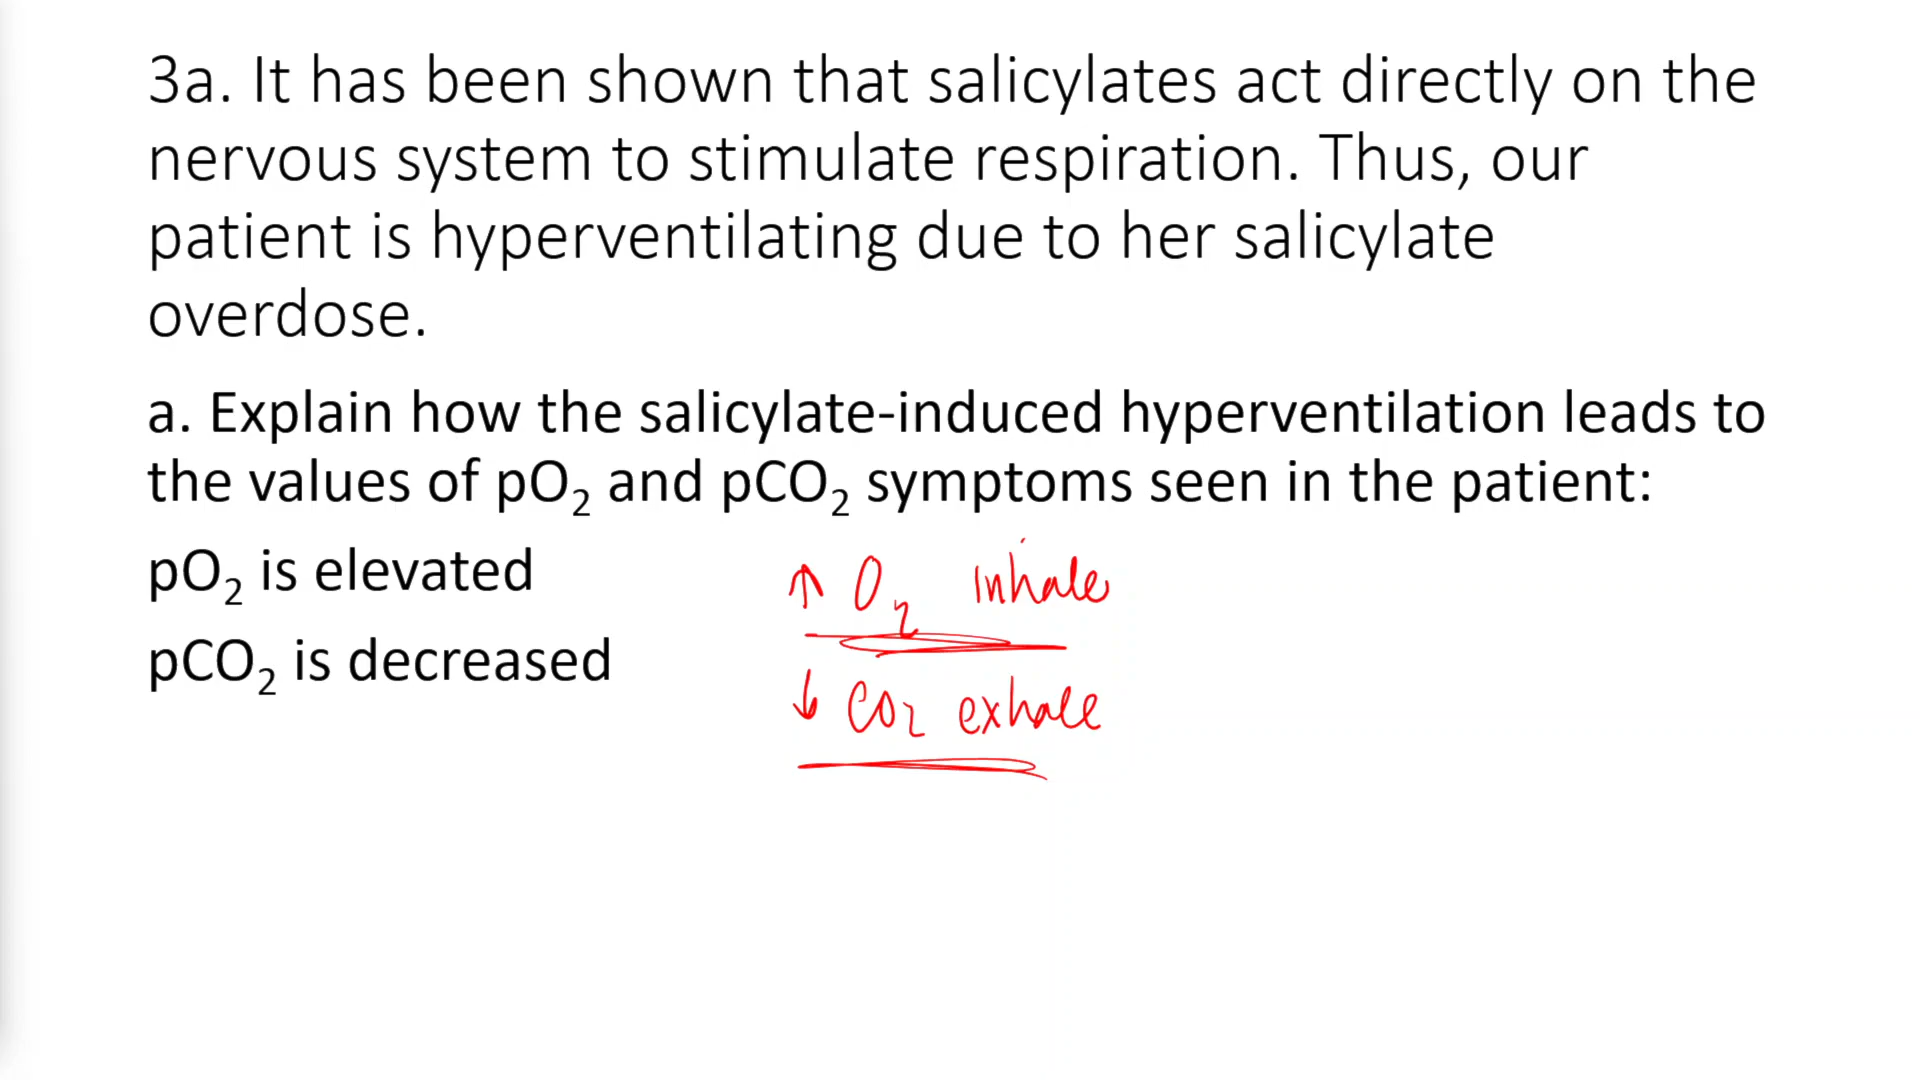 3a. It has been shown that salicylates act directly on the
nervous system to stimulate respiration. Thus, our
patient is hyperventilating due to her salicylate
overdose.
a. Explain how the salicylate-induced hyperventilation leads to
the values of pO₂ and pCO₂ symptoms seen in the patient:
pO₂ is elevated
↑ O₂ inhale
pCO₂ is decreased
↓ CO₂ exhale